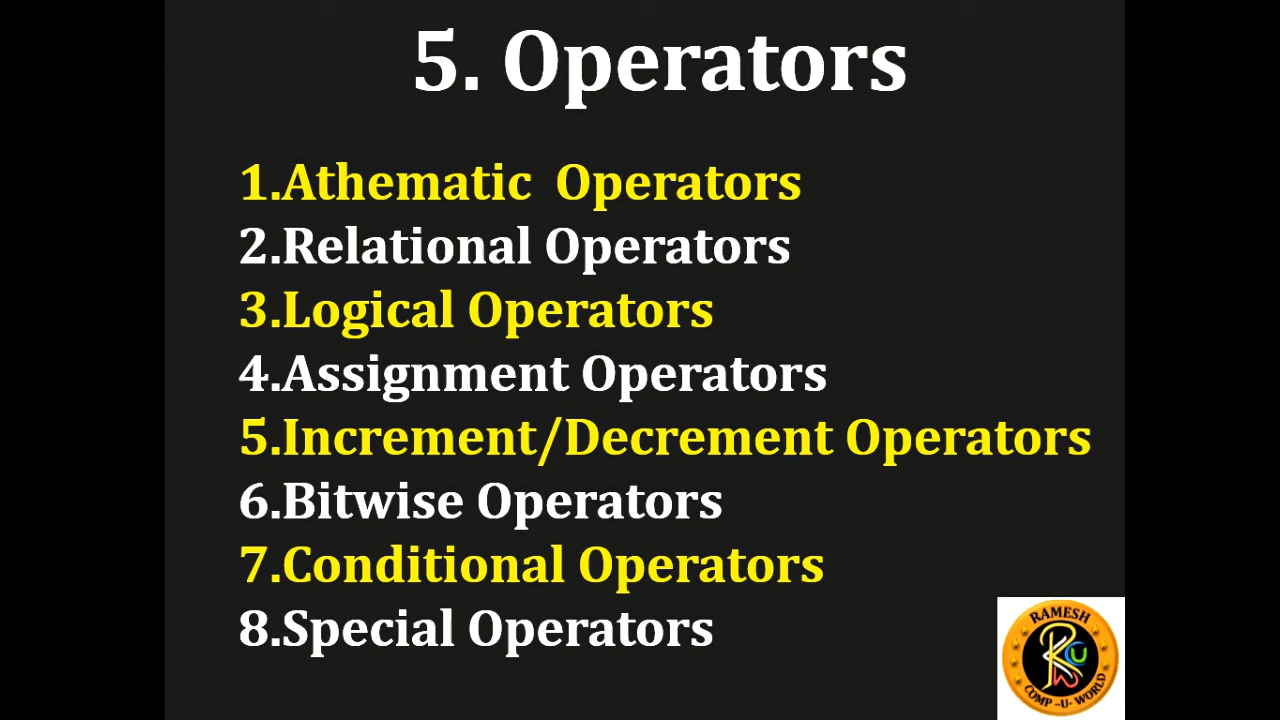 5. Operators
1.Athematic  Operators
2.Relational Operators
3.Logical Operators
4.Assignment Operators
5.Increment/Decrement Operators
6.Bitwise Operators
7.Conditional Operators
8.Special Operators
RAMESH
COMP -U- WORLD